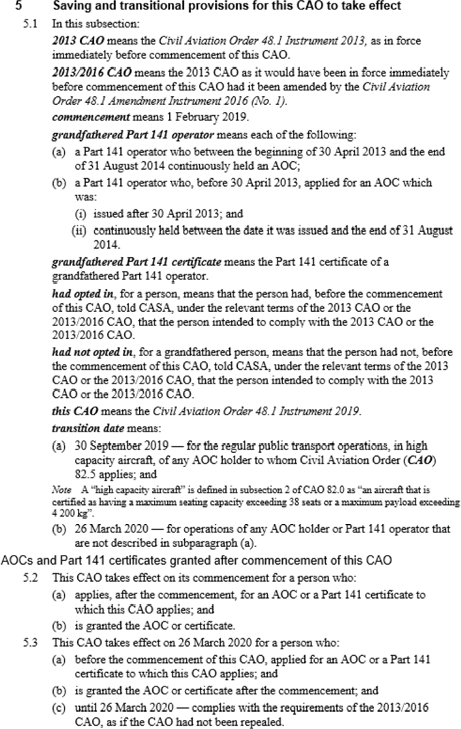 5 Saving and transitional provisions for this CAO to take effect
5.1 In this subsection:
2013 CAO means the Civil Aviation Order 48.1 Instrument 2013, as in force
immediately before commencement of this CAO.
2013/2016 CAO means the 2013 CAO as it would have been in force immediately
before commencement of this CAO had it been amended by the Civil Aviation
Order 48.1 Amendment Instrument 2016 (No. 1).
commencement means 1 February 2019.
grandfathered Part 141 operator means each of the following:
(a) a Part 141 operator who between the beginning of 30 April 2013 and the end
of 31 August 2014 continuously held an AOC;
(b) a Part 141 operator who, before 30 April 2013, applied for an AOC which
was:
(i) issued after 30 April 2013; and
(ii) continuously held between the date it was issued and the end of 31 August
2014.
grandfathered Part 141 certificate means the Part 141 certificate of a
grandfathered Part 141 operator.
had opted in, for a person, means that the person had, before the commencement
of this CAO, told CASA, under the relevant terms of the 2013 CAO or the
2013/2016 CAO, that the person intended to comply with the 2013 CAO or the
2013/2016 CAO.
had not opted in, for a grandfathered person, means that the person had not, before
the commencement of this CAO, told CASA, under the relevant terms of the 2013
CAO or the 2013/2016 CAO, that the person intended to comply with the 2013
CAO or the 2013/2016 CAO.
this CAO means the Civil Aviation Order 48.1 Instrument 2019.
transition date means:
(a) 30 September 2019 — for the regular public transport operations, in high
capacity aircraft, of any AOC holder to whom Civil Aviation Order (CAO)
82.5 applies; and
Note A “high capacity aircraft” is defined in subsection 2 of CAO 82.0 as “an aircraft that is
certified as having a maximum seating capacity exceeding 38 seats or a maximum payload exceeding
4 200 kg”.
(b) 26 March 2020 — for operations of any AOC holder or Part 141 operator that
are not described in subparagraph (a).
AOCs and Part 141 certificates granted after commencement of this CAO
5.2 This CAO takes effect on its commencement for a person who:
(a) applies, after the commencement, for an AOC or a Part 141 certificate to
which this CAO applies; and
(b) is granted the AOC or certificate.
5.3 This CAO takes effect on 26 March 2020 for a person who:
(a) before the commencement of this CAO, applied for an AOC or a Part 141
certificate to which this CAO applies; and
(b) is granted the AOC or certificate after the commencement; and
(c) until 26 March 2020 — complies with the requirements of the 2013/2016
CAO, as if the CAO had not been repealed.